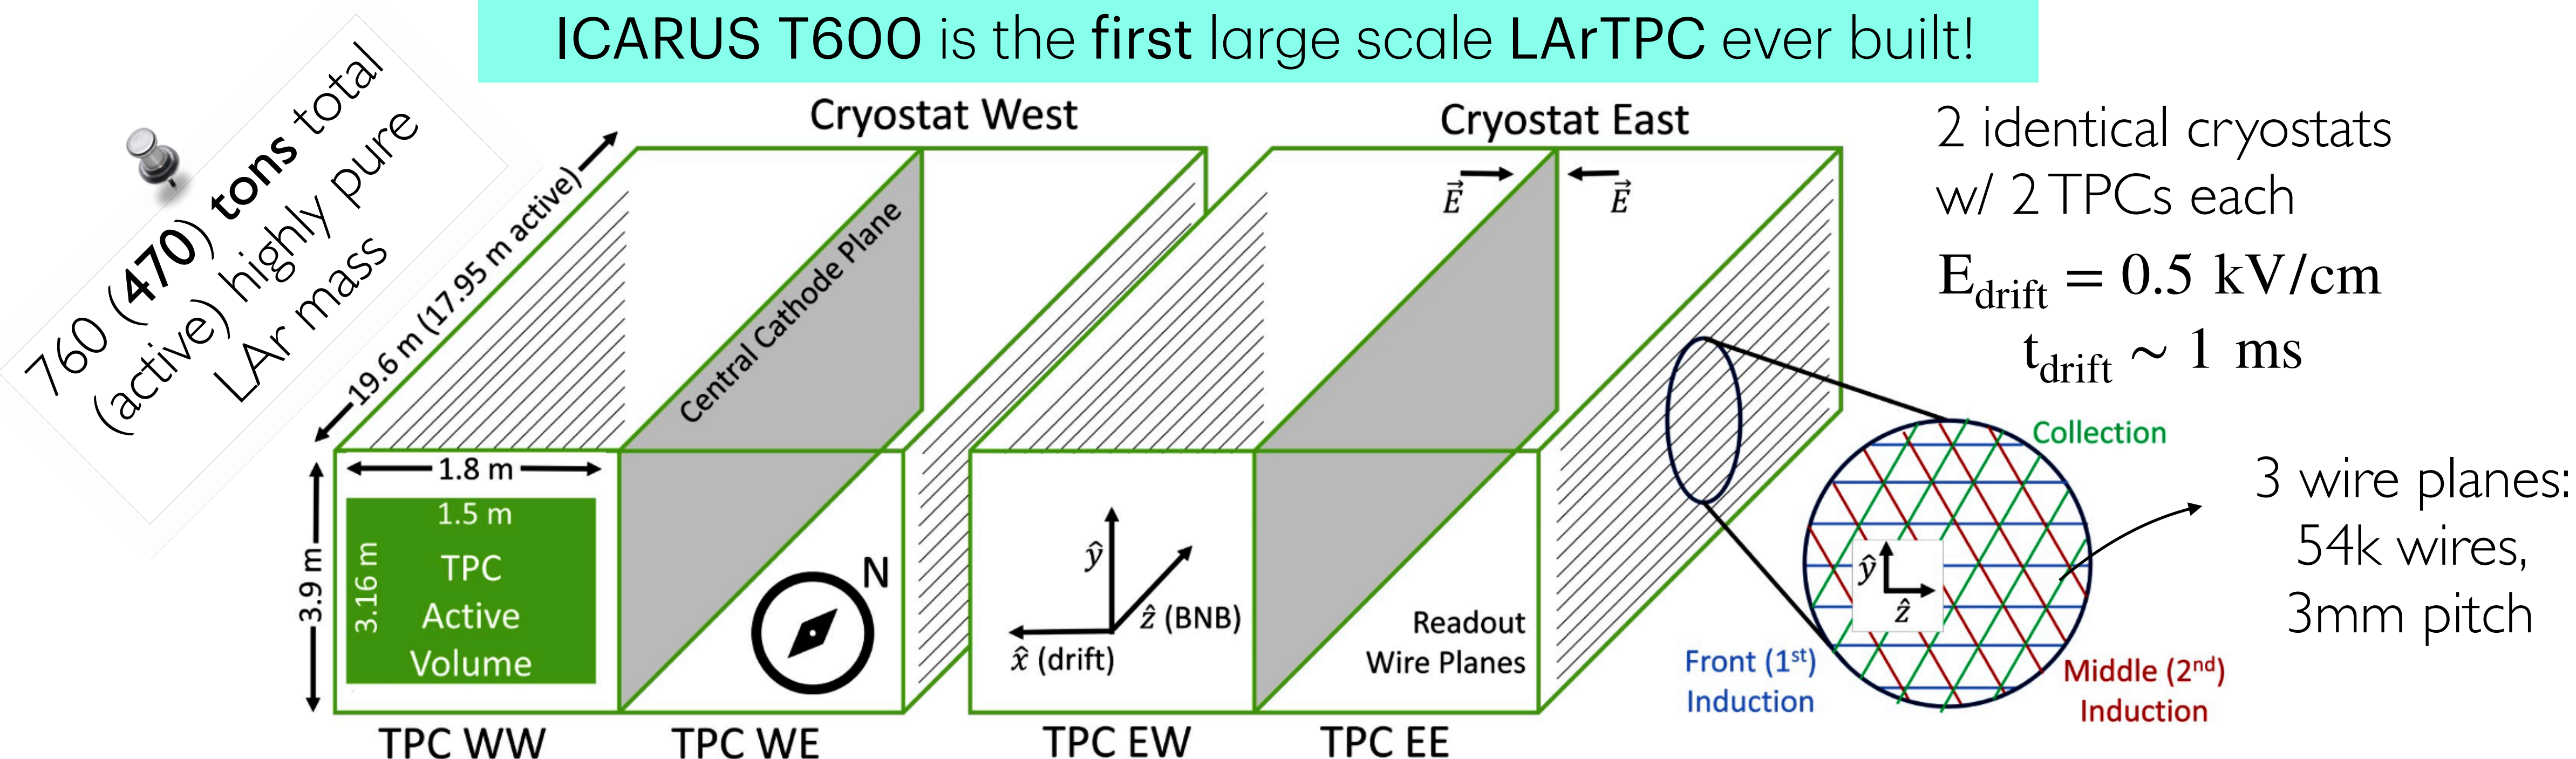 ICARUS T600 is the first large scale LArTPC ever built!
760 (470) tons total
(active) highly pure
LAr mass
Cryostat West
Cryostat East
19.6 m (17.95 m active)
Central Cathode Plane
E⃗
E⃗
2 identical cryostats
w/ 2 TPCs each
E_drift = 0.5 kV/cm
t_drift ~ 1 ms
3.9 m
1.8 m
1.5 m
3.16 m
TPC
Active
Volume
N
ŷ
ẑ (BNB)
x̂ (drift)
Readout
Wire Planes
Collection
ŷ
ẑ
Front (1st)
Induction
Middle (2nd)
Induction
3 wire planes:
54k wires,
3mm pitch
TPC WW
TPC WE
TPC EW
TPC EE